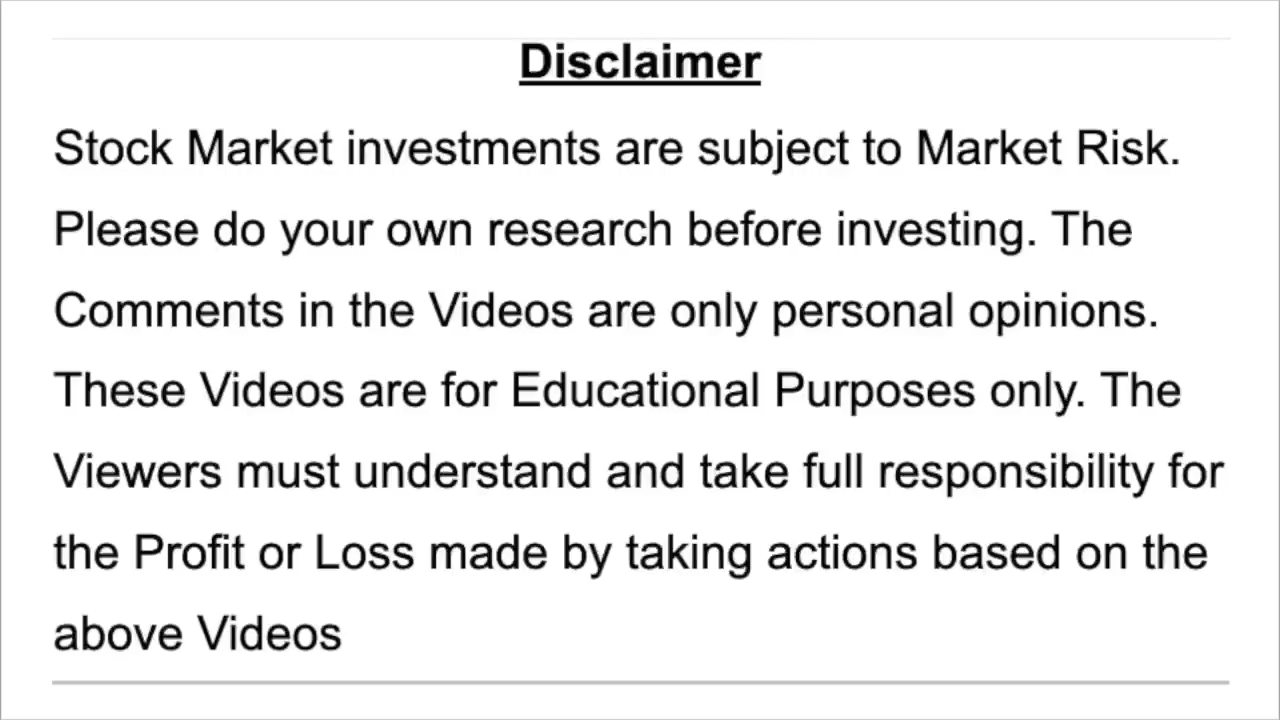 Disclaimer
Stock Market investments are subject to Market Risk.
Please do your own research before investing. The
Comments in the Videos are only personal opinions.
These Videos are for Educational Purposes only. The
Viewers must understand and take full responsibility for
the Profit or Loss made by taking actions based on the
above Videos